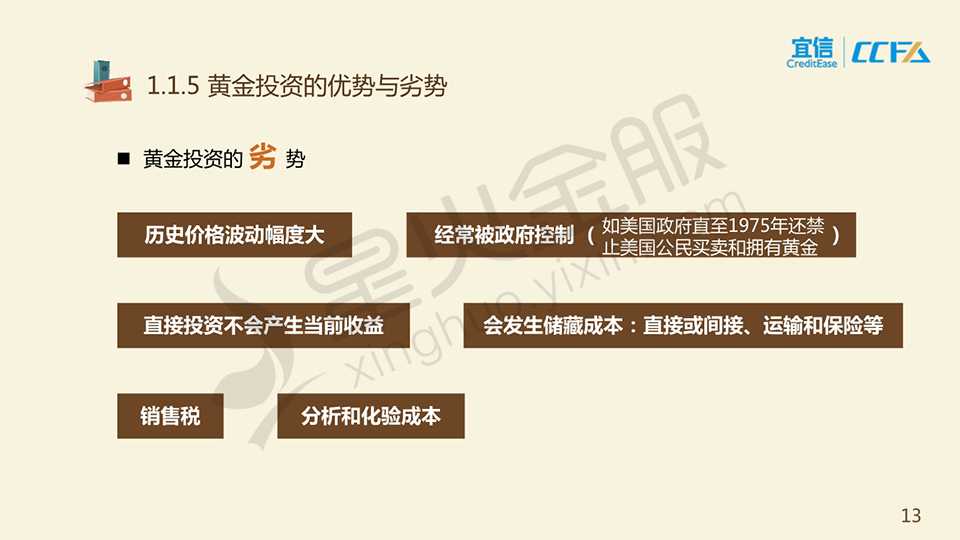 宜信
CreditEase
CCFA
1.1.5 黄金投资的优势与劣势
■ 黄金投资的 劣 势
历史价格波动幅度大
经常被政府控制（如美国政府直至1975年还禁
止美国公民买卖和拥有黄金）
直接投资不会产生当前收益
会发生储藏成本：直接或间接、运输和保险等
销售税
分析和化验成本
星火金服
xinghuo.yixin.com
13